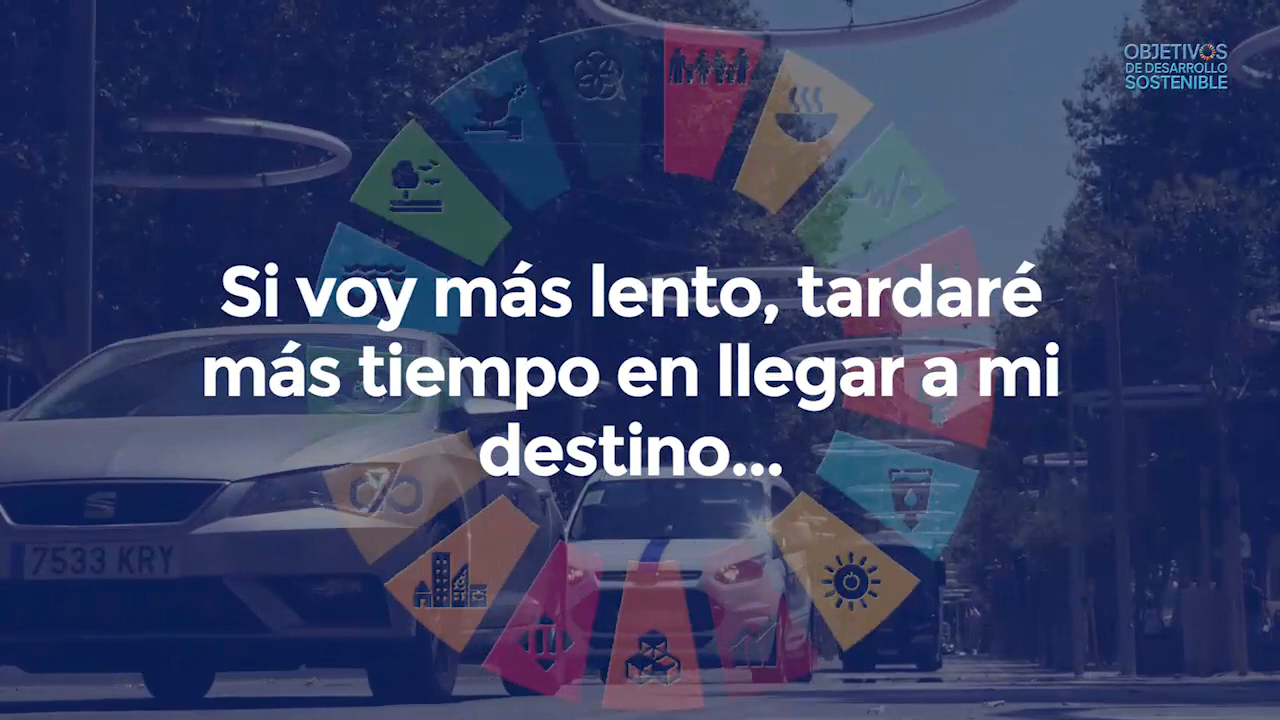 OBJETIVOS
DE DESARROLLO
SOSTENIBLE
Si voy más lento, tardaré
más tiempo en llegar a mi
destino...
7533 KRY